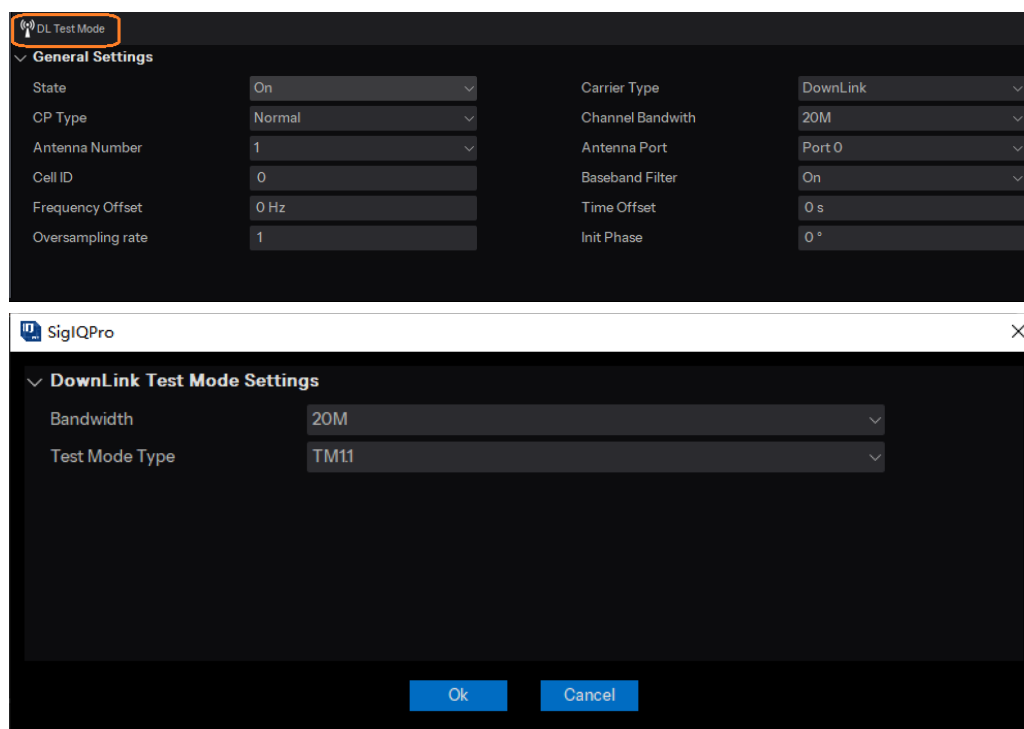 DL Test Mode
General Settings
State On Carrier Type DownLink
CP Type Normal Channel Bandwith 20M
Antenna Number 1 Antenna Port Port 0
Cell ID 0 Baseband Filter On
Frequency Offset 0 Hz Time Offset 0 s
Oversampling rate 1 Init Phase 0 °
SigIQPro
DownLink Test Mode Settings
Bandwidth 20M
Test Mode Type TM1.1
Ok Cancel